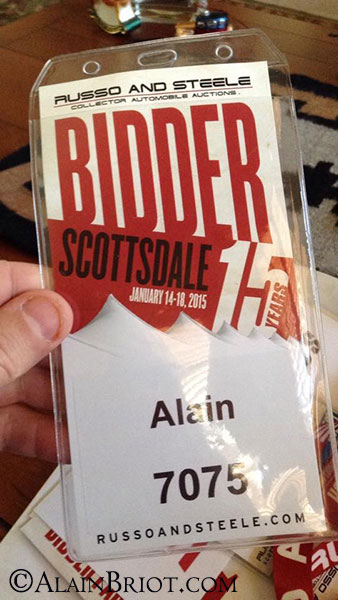 RUSSO AND STEELE
COLLECTOR AUTOMOBILE AUCTIONS
BIDDER
SCOTTSDALE
15
YEARS
JANUARY 14-18, 2015
Alain
7075
RUSSOANDSTEELE.COM
©ALAINBRIOT.COM